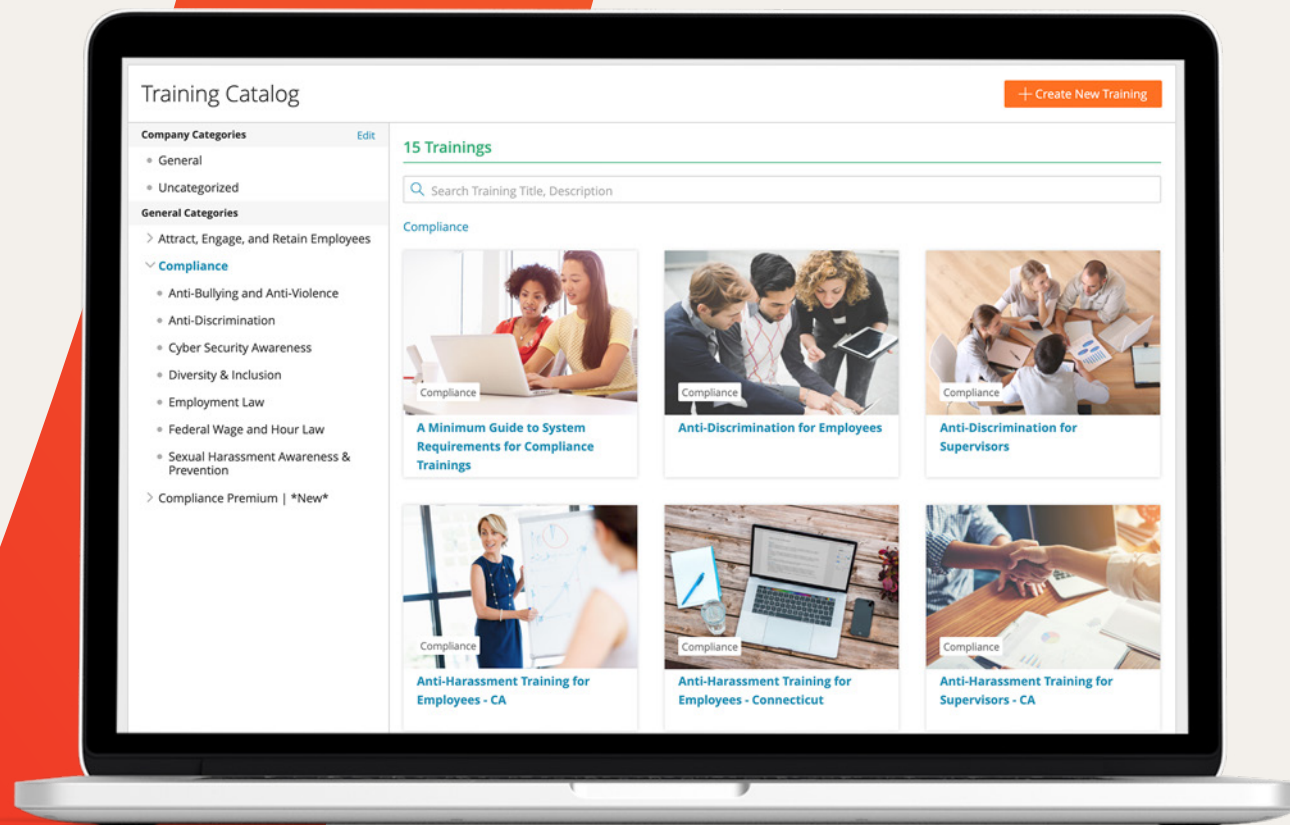 Training Catalog
+ Create New Training
Company Categories
Edit
General
Uncategorized
General Categories
Attract, Engage, and Retain Employees
Compliance
Anti-Bullying and Anti-Violence
Anti-Discrimination
Cyber Security Awareness
Diversity & Inclusion
Employment Law
Federal Wage and Hour Law
Sexual Harassment Awareness &
Prevention
Compliance Premium | *New*
15 Trainings
Search Training Title, Description
Compliance
Compliance
A Minimum Guide to System
Requirements for Compliance
Trainings
Compliance
Anti-Discrimination for Employees
Compliance
Anti-Discrimination for
Supervisors
Compliance
Anti-Harassment Training for
Employees - CA
Compliance
Anti-Harassment Training for
Employees - Connecticut
Compliance
Anti-Harassment Training for
Supervisors - CA